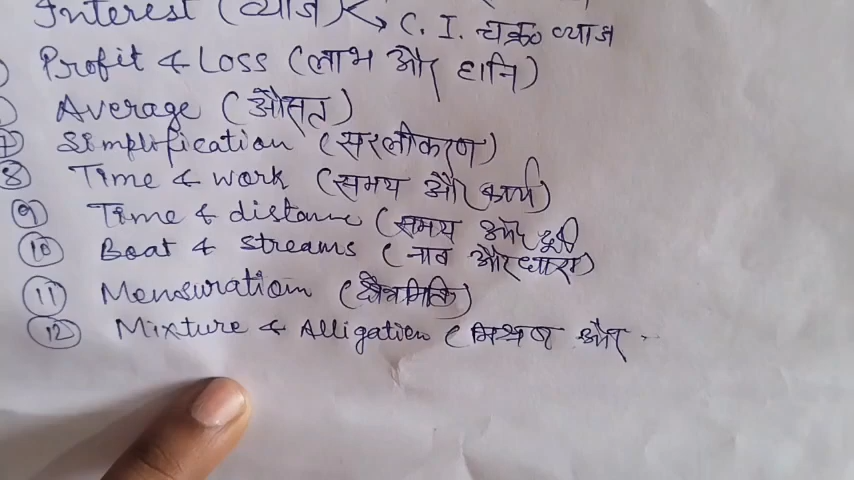 Interest (व्याज) C. I. चक्र व्याज
Profit & Loss (लाभ और हानि)
Average (औसत)
7 Simplification (सरलीकरण)
8 Time & work (समय और कार्य)
9 Time & distance (समय और दूरी
10 Boat & streams (नाव और धारा)
11 Mensuration (क्षेत्रमिति)
12 Mixture & Alligation (मिश्रण और